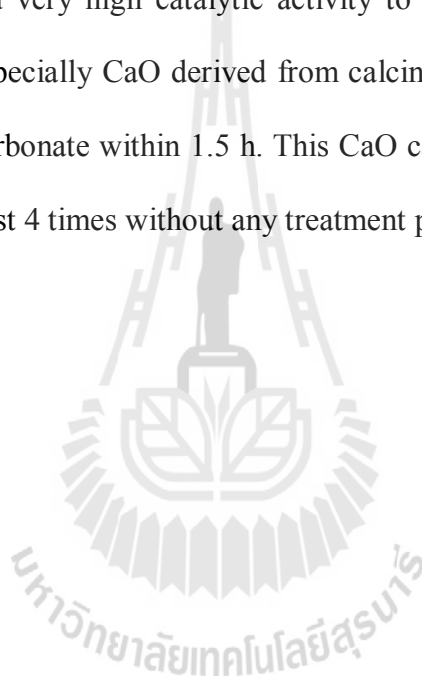 very high catalytic activity to
pecially CaO derived from calcin
rbonate within 1.5 h. This CaO c
st 4 times without any treatment p
มหาวิทยาลัยเทคโนโลยีสุรนารี